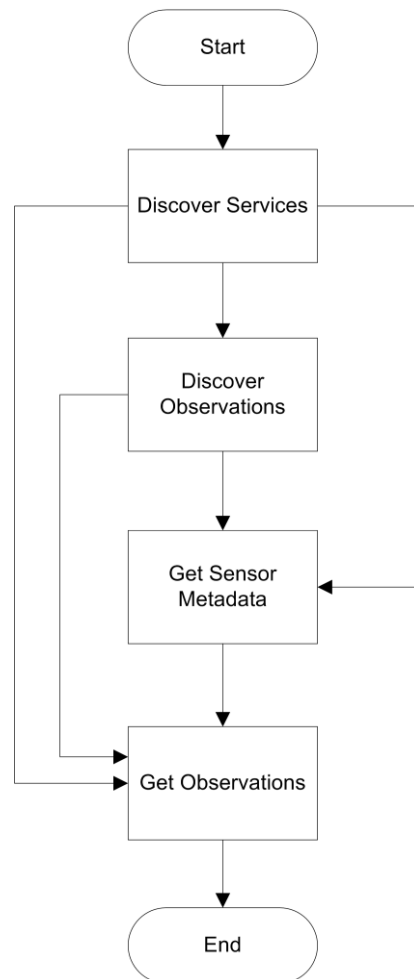 Start
Discover Services
Discover
Observations
Get Sensor
Metadata
Get Observations
End